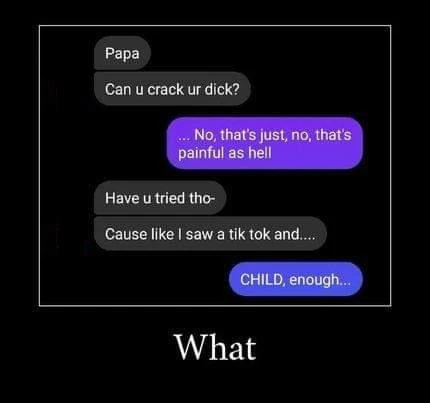 Papa
Can u crack ur dick?
... No, that's just, no, that's
painful as hell
Have u tried tho-
Cause like I saw a tik tok and....
CHILD, enough...
What